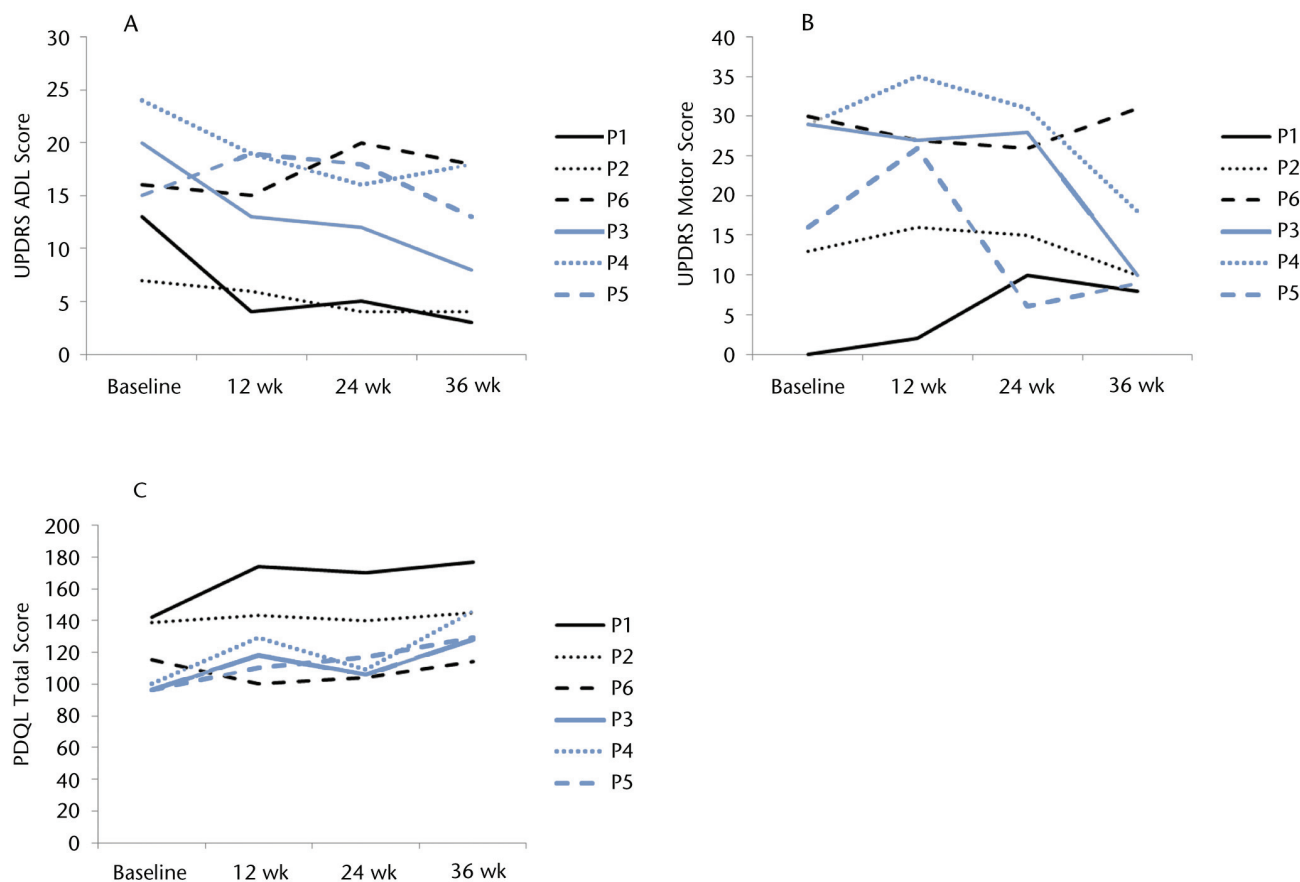 A
UPDRS ADL Score
30
25
20
15
10
5
0
Baseline 12 wk 24 wk 36 wk
P1
P2
P6
P3
P4
P5
B
UPDRS Motor Score
40
35
30
25
20
15
10
5
0
Baseline 12 wk 24 wk 36 wk
P1
P2
P6
P3
P4
P5
C
PDQL Total Score
200
180
160
140
120
100
80
60
40
20
0
Baseline 12 wk 24 wk 36 wk
P1
P2
P6
P3
P4
P5